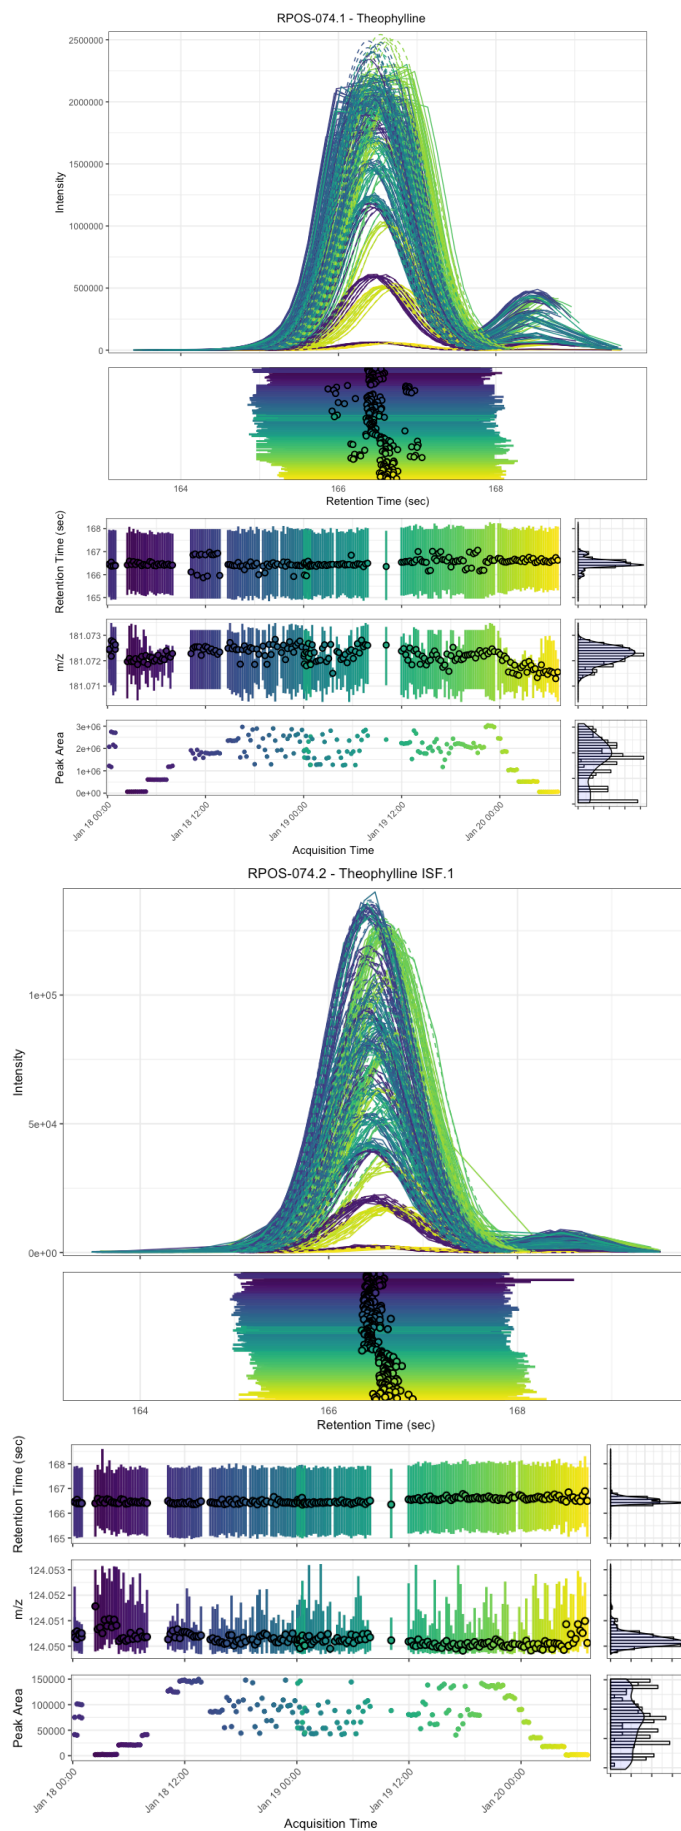 RPOS-074.1 - Theophylline
2500000
2000000
1500000
1000000
500000
0
Intensity
164 166 168
Retention Time (sec)
168
167
166
165
Retention Time (sec)
181.073
181.072
181.071
m/z
3e+06
2e+06
1e+06
0e+00
Peak Area
Jan 18 00:00 Jan 18 12:00 Jan 19 00:00 Jan 19 12:00 Jan 20 00:00
Acquisition Time
RPOS-074.2 - Theophylline ISF.1
1e+05
5e+04
0e+00
Intensity
164 166 168
Retention Time (sec)
168
167
166
165
Retention Time (sec)
124.053
124.052
124.051
124.050
m/z
150000
100000
50000
0
Peak Area
Jan 18 00:00 Jan 18 12:00 Jan 19 00:00 Jan 19 12:00 Jan 20 00:00
Acquisition Time